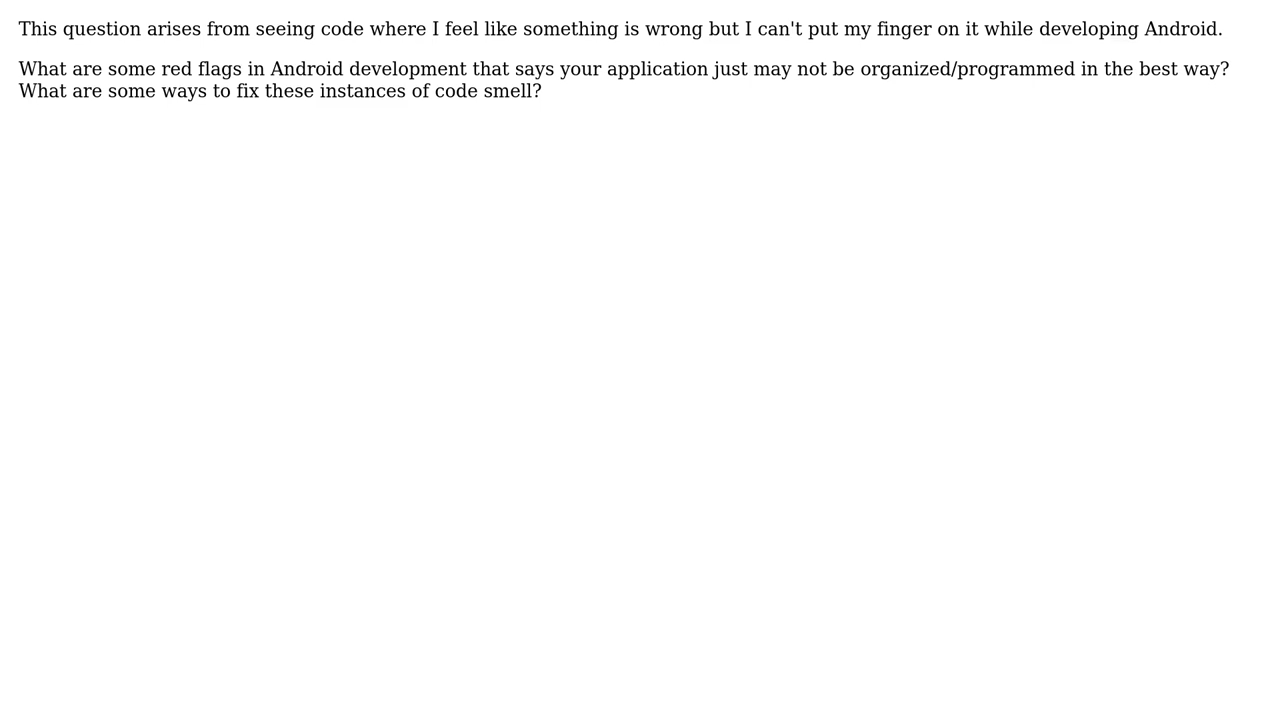 This question arises from seeing code where I feel like something is wrong but I can't put my finger on it while developing Android.
What are some red flags in Android development that says your application just may not be organized/programmed in the best way?
What are some ways to fix these instances of code smell?